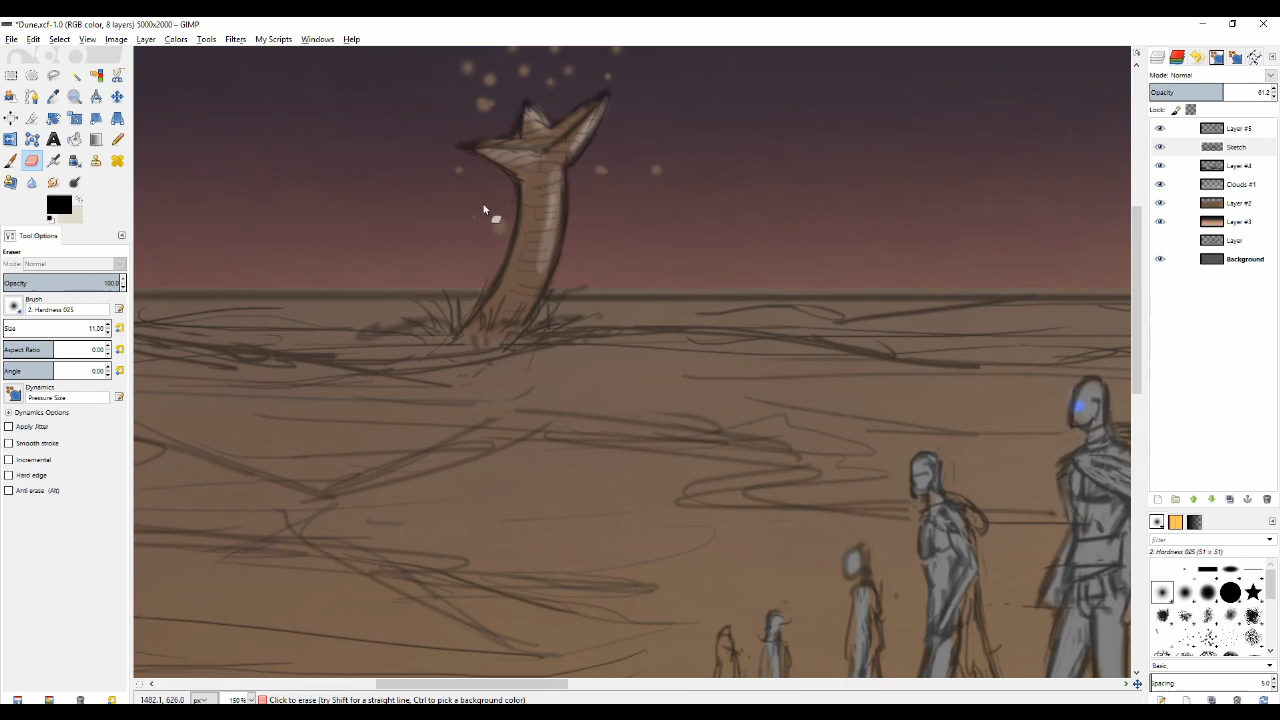 *Dune.xcf-1.0 (RGB color, 8 layers) 5000x2000 – GIMP
File Edit Select View Image Layer Colors Tools Filters My Scripts Windows Help
Mode: Normal
Opacity 61.2
Lock:
Layer #5
Sketch
Layer #4
Clouds #1
Layer #2
Layer #3
Layer
Background
Tool Options
Eraser
Mode: Normal
Opacity 100.0
Brush
2. Hardness 025
Size 11.00
Aspect Ratio 0.00
Angle 0.00
Dynamics
Pressure Size
Dynamics Options
Apply Jitter
Smooth stroke
Incremental
Hard edge
Anti erase (Alt)
filter
2. Hardness 025 (51 × 51)
Basic,
Spacing 5.0
1482.1, 626.0 px 150% Click to erase (try Shift for a straight line, Ctrl to pick a background color)